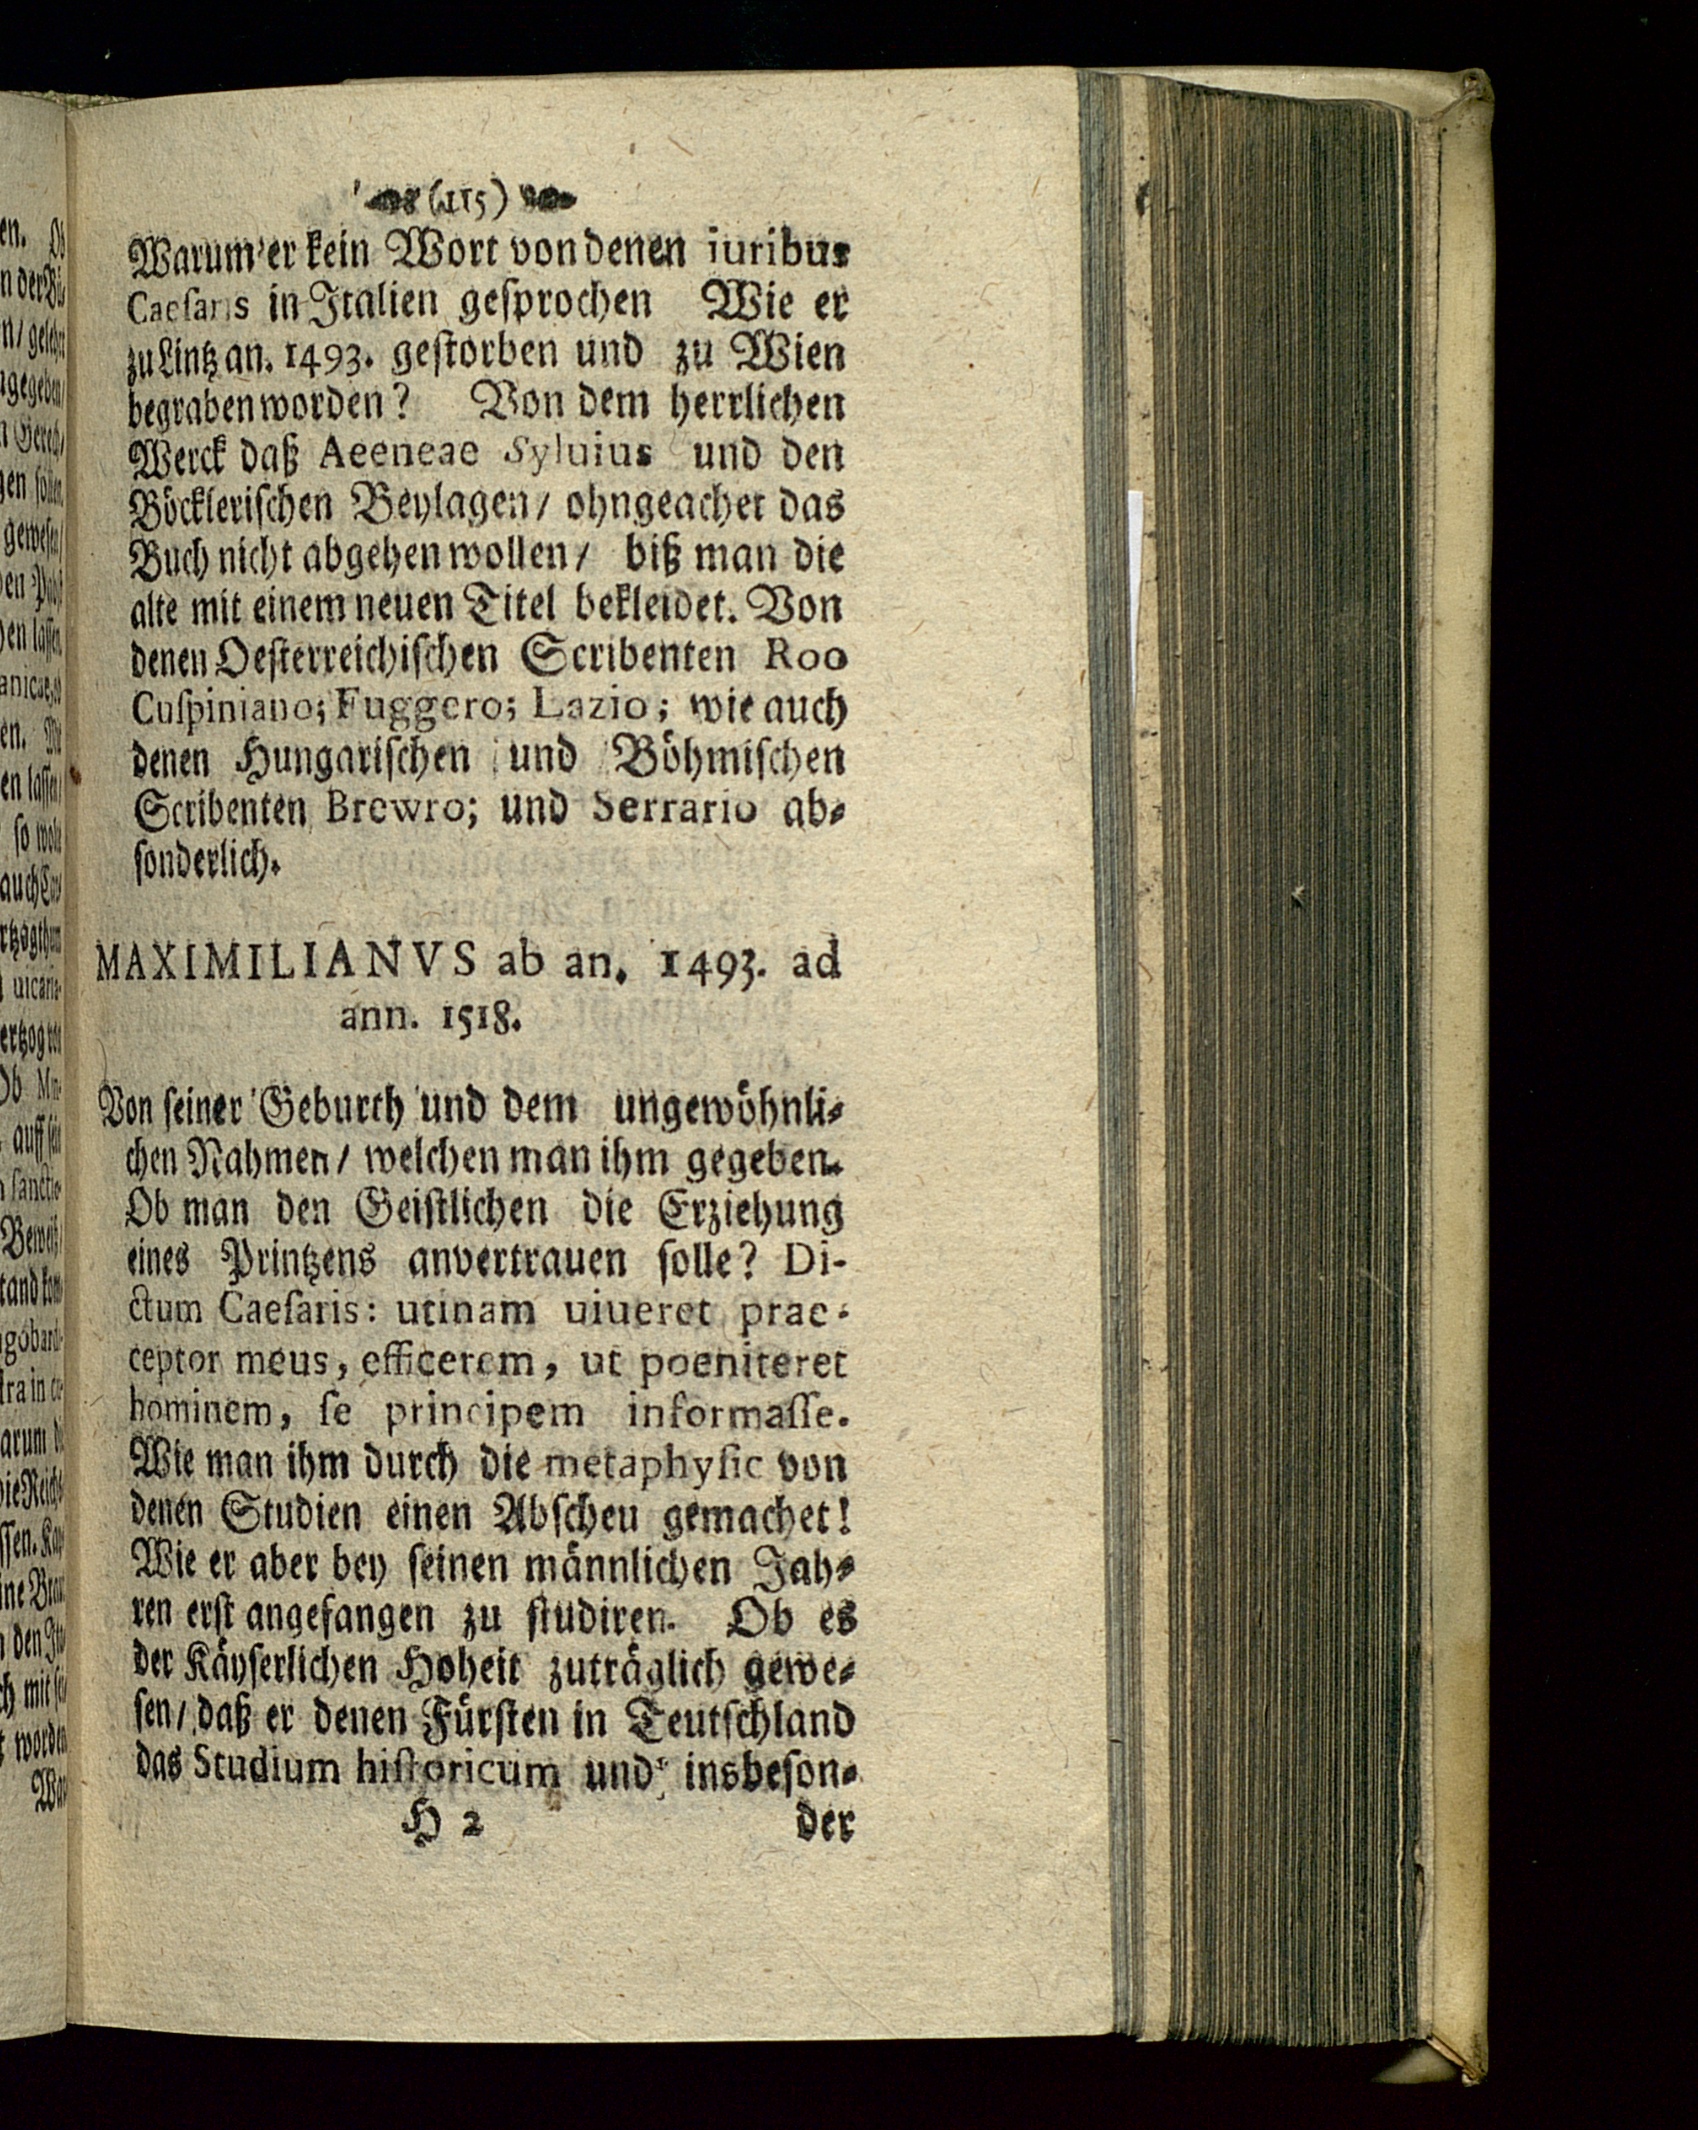 (115)
Warum er kein Wort von denen iuribus
Caeſaris in Italien geſprochen Wie er
zu Lintz an. 1493. geſtorben und zu Wien
begraben worden? Von dem herrlichen
Werck daß Aeeneae Syluius und den
Böckleriſchen Beylagen/ ohngeachet das
Buch nicht abgehen wollen/ biß man die
alte mit einem neuen Titel bekleidet. Von
denen Oeſterreichiſchen Scribenten Roo
Cuſpiniano; Fuggero; Lazio; wie auch
denen Hungariſchen und Böhmiſchen
Scribenten Brewro; und Serrario ab⸗
ſonderlich.
MAXIMILIANVS ab an. 1493. ad
ann. 1518.
Von ſeiner Geburth und dem ungewöhnli⸗
chen Nahmen/ welchen man ihm gegeben.
Ob man den Geiſtlichen die Erziehung
eines Printzens anvertrauen ſolle? Di-
ctum Caeſaris: utinam uiueret prae-
ceptor meus, efficerem, ut poeniteret
hominem, ſe principem informaſſe.
Wie man ihm durch die metaphyſic von
denen Studien einen Abſcheu gemachet!
Wie er aber bey ſeinen männlichen Jah⸗
ren erſt angefangen zu ſtudiren. Ob es
der Käyſerlichen Hoheit zuträglich gewe⸗
ſen/ daß er denen Fürſten in Teutſchland
das Studium hiſtoricum und insbeſon⸗
H 2 der